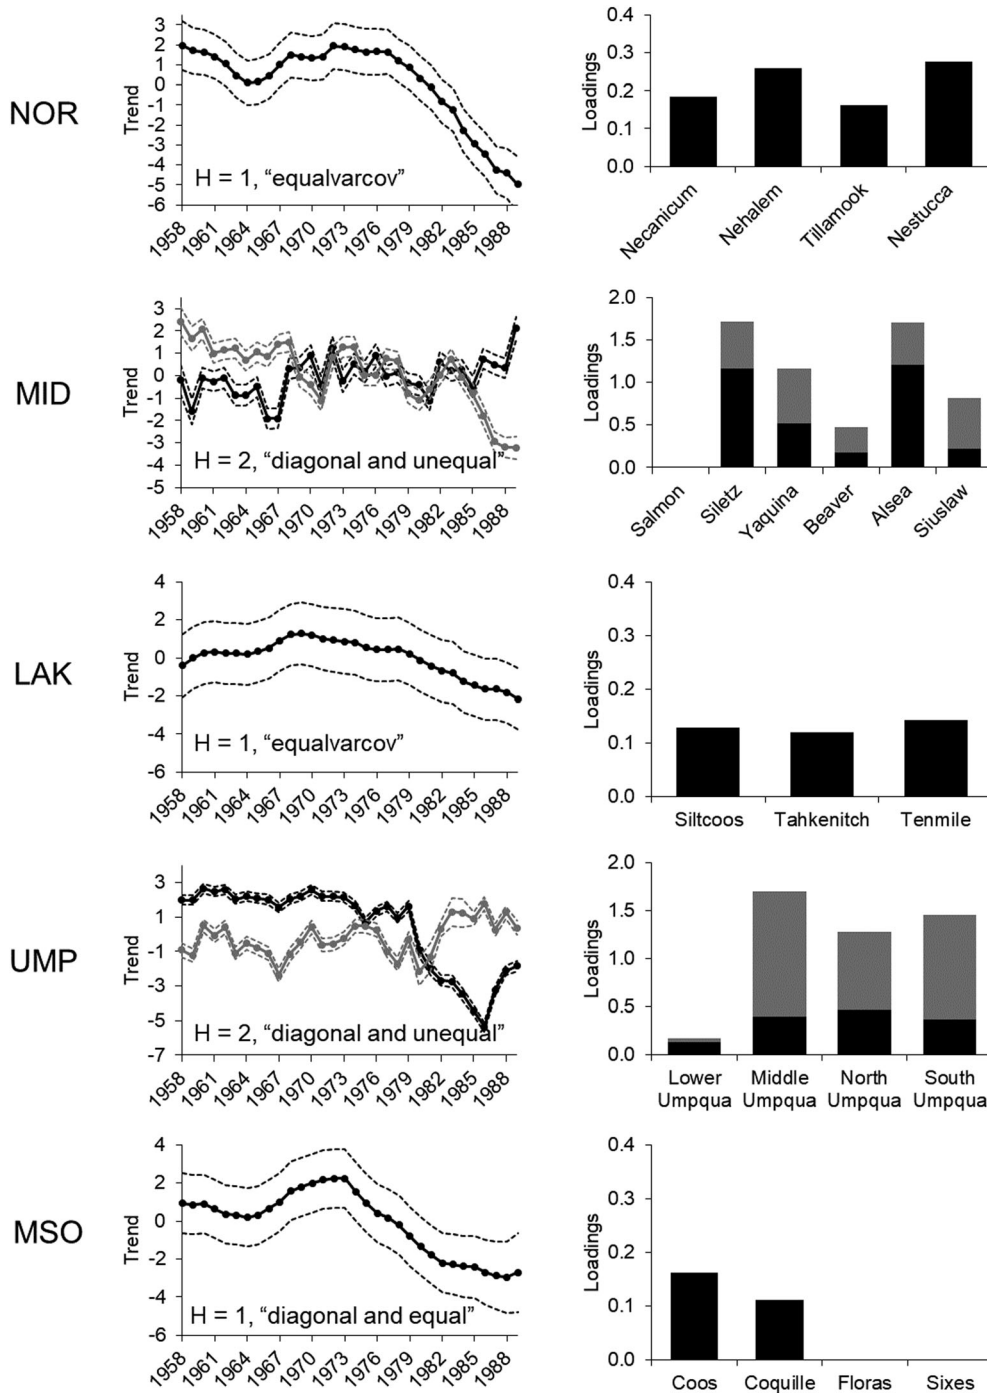 NOR
Trend
3
2
1
0
-1
-2
-3
-4
-5
-6
H = 1, “equalvarcov”
1958 1961 1964 1967 1970 1973 1976 1979 1982 1985 1988
Loadings
0.4
0.3
0.2
0.1
0.0
Necanicum Nehalem Tillamook Nestucca
MID
Trend
3
2
1
0
-1
-2
-3
-4
-5
H = 2, “diagonal and unequal”
1958 1961 1964 1967 1970 1973 1976 1979 1982 1985 1988
Loadings
2.0
1.5
1.0
0.5
0.0
Salmon Siletz Yaquina Beaver Alsea Siuslaw
LAK
Trend
4
2
0
-2
-4
-6
H = 1, “equalvarcov”
1958 1961 1964 1967 1970 1973 1976 1979 1982 1985 1988
Loadings
0.4
0.3
0.2
0.1
0.0
Siltcoos Tahkenitch Tenmile
UMP
Trend
3
1
-1
-3
-5
-7
H = 2, “diagonal and unequal”
1958 1961 1964 1967 1970 1973 1976 1979 1982 1985 1988
Loadings
2.0
1.5
1.0
0.5
0.0
Lower Middle North South
Umpqua Umpqua Umpqua Umpqua
MSO
Trend
4
2
0
-2
-4
-6
H = 1, “diagonal and equal”
1958 1961 1964 1967 1970 1973 1976 1979 1982 1985 1988
Loadings
0.4
0.3
0.2
0.1
0.0
Coos Coquille Floras Sixes